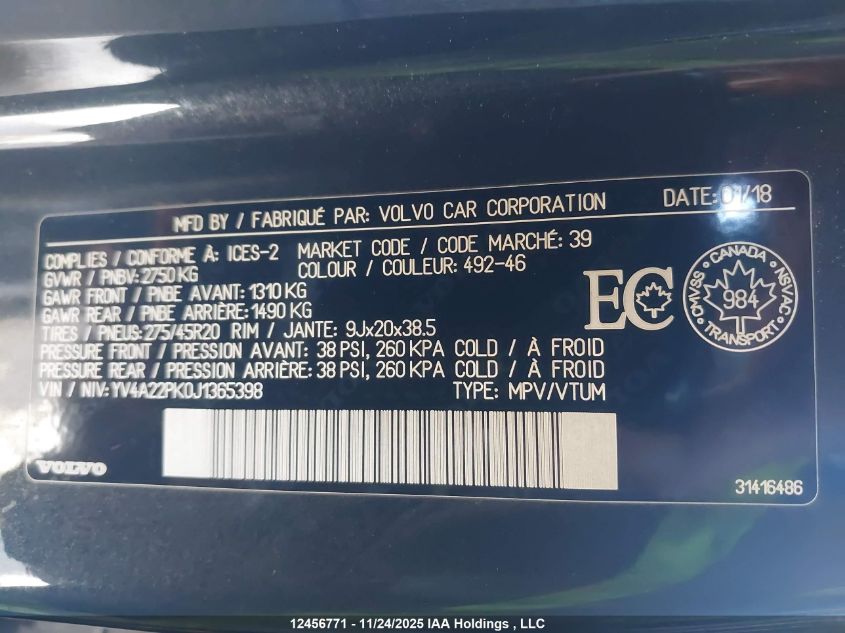 MFD BY / FABRIQUÉ PAR: VOLVO CAR CORPORATION DATE: 01/18
COMPLIES / CONFORME À: ICES-2 MARKET CODE / CODE MARCHÉ: 39
GVWR / PNBV: 2750 KG COLOUR / COULEUR: 492-46
GAWR FRONT / PNBE AVANT: 1310 KG
GAWR REAR / PNBE ARRIÈRE: 1490 KG
TIRES / PNEUS: 275/45R20 RIM / JANTE: 9Jx20x38.5
PRESSURE FRONT / PRESSION AVANT: 38 PSI, 260 KPA COLD / À FROID
PRESSURE REAR / PRESSION ARRIÈRE: 38 PSI, 260 KPA COLD / À FROID
VIN / NIV: YV4A22PK0J1365398 TYPE: MPV/VTUM
EC
CANADA
CMVSS 984 NSVAC
TRANSPORT
VOLVO
31416486
12456771 - 11/24/2025 IAA Holdings , LLC